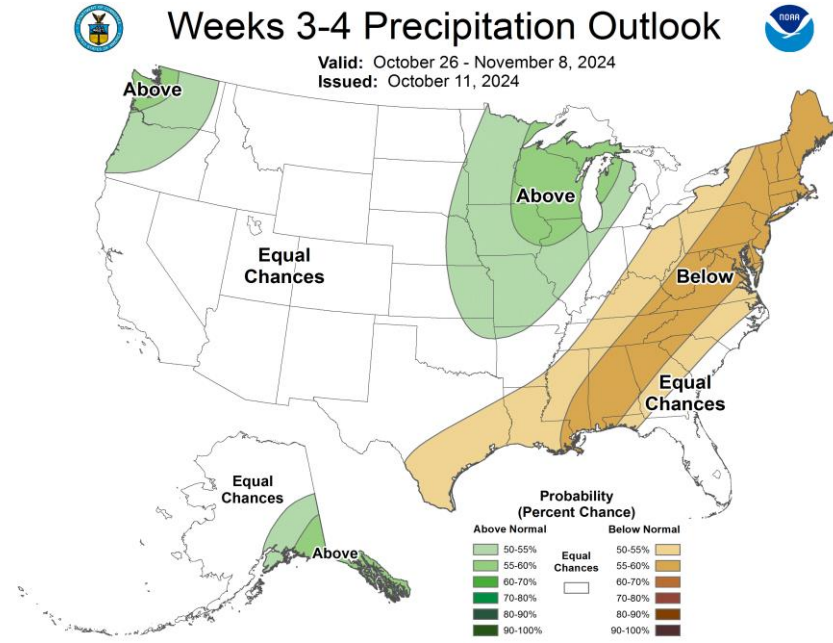 Weeks 3-4 Precipitation Outlook
NOAA
Valid: October 26 - November 8, 2024
Issued: October 11, 2024
Above
Above
Equal
Chances
Below
Equal
Chances
Equal
Chances
Above
Probability
(Percent Chance)
Above Normal
Below Normal
50-55%
55-60%
60-70%
70-80%
80-90%
90-100%
Equal
Chances
50-55%
55-60%
60-70%
70-80%
80-90%
90-100%